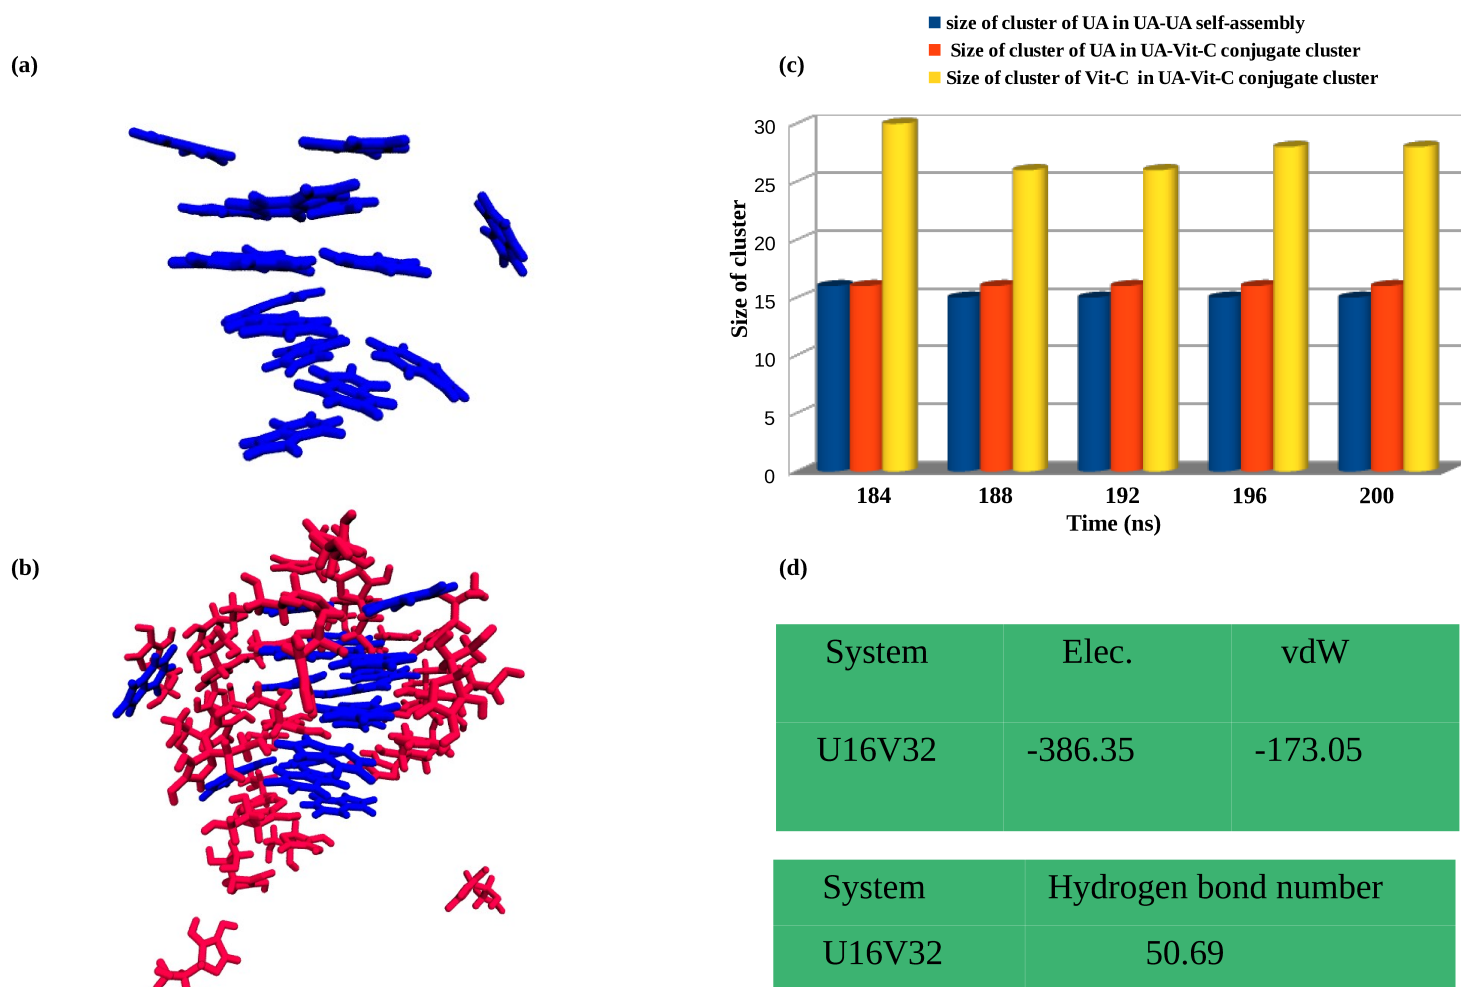 (a)
(b)
(c)
size of cluster of UA in UA-UA self-assembly
Size of cluster of UA in UA-Vit-C conjugate cluster
Size of cluster of Vit-C in UA-Vit-C conjugate cluster
Size of cluster
30
25
20
15
10
5
0
184 188 192 196 200
Time (ns)
(d)
System Elec. vdW
U16V32 -386.35 -173.05
System Hydrogen bond number
U16V32 50.69